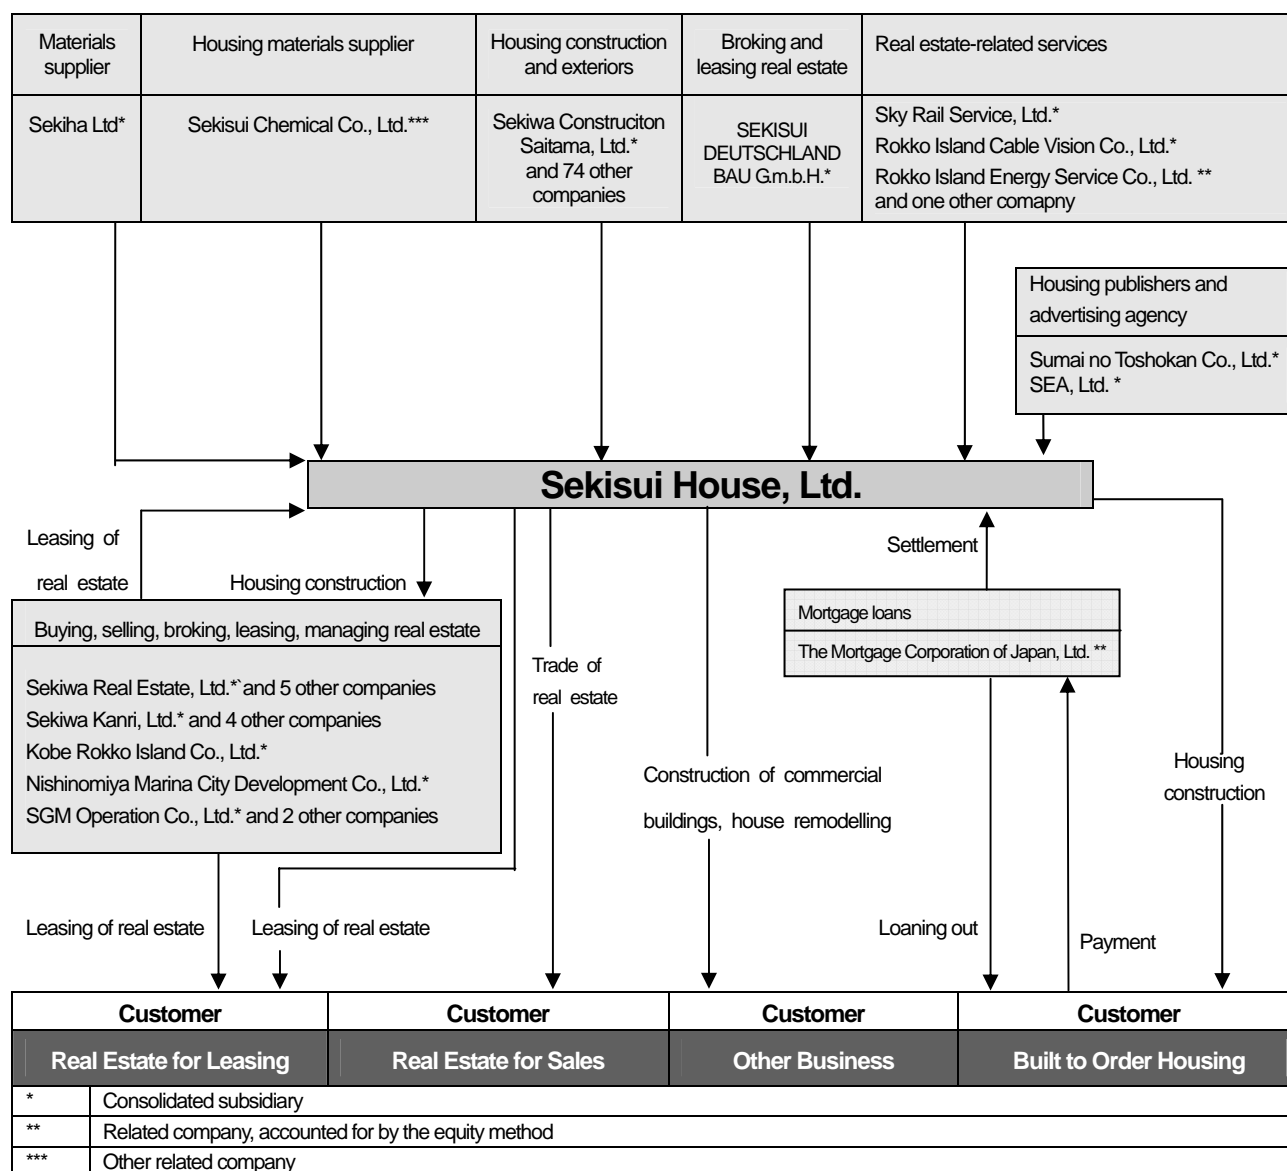 Materials
supplier
Housing materials supplier
Housing construction
and exteriors
Broking and
leasing real estate
Real estate-related services
Sekiha Ltd*
Sekisui Chemical Co., Ltd.***
Sekiwa Construciton
Saitama, Ltd.*
and 74 other
companies
SEKISUI
DEUTSCHLAND
BAU G.m.b.H.*
Sky Rail Service, Ltd.*
Rokko Island Cable Vision Co., Ltd.*
Rokko Island Energy Service Co., Ltd. **
and one other comapny
Housing publishers and
advertising agency
Sumai no Toshokan Co., Ltd.*
SEA, Ltd. *
Sekisui House, Ltd.
Leasing of
real estate
Housing construction
Settlement
Buying, selling, broking, leasing, managing real estate
Sekiwa Real Estate, Ltd.*`and 5 other companies
Sekiwa Kanri, Ltd.* and 4 other companies
Kobe Rokko Island Co., Ltd.*
Nishinomiya Marina City Development Co., Ltd.*
SGM Operation Co., Ltd.* and 2 other companies
Trade of
real estate
Mortgage loans
The Mortgage Corporation of Japan, Ltd. **
Construction of commercial
buildings, house remodelling
Housing
construction
Leasing of real estate
Leasing of real estate
Loaning out
Payment
Customer
Customer
Customer
Customer
Real Estate for Leasing
Real Estate for Sales
Other Business
Built to Order Housing
* Consolidated subsidiary
** Related company, accounted for by the equity method
*** Other related company